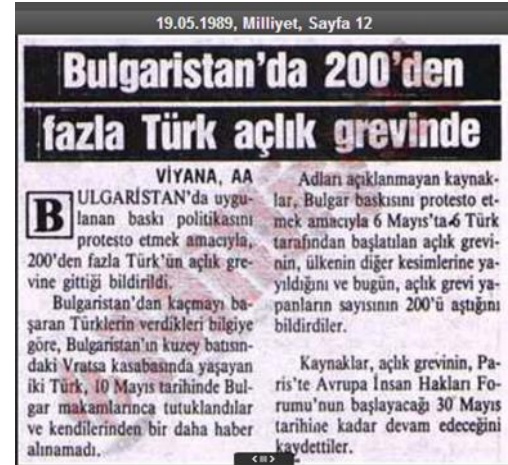 19.05.1989, Milliyet, Sayfa 12
Bulgaristan'da 200'den
fazla Türk açlık grevinde
VİYANA, AA
BULGARİSTAN'da uygu-
lanan baskı politikasını
protesto etmek amacıyla,
200'den fazla Türk'ün açlık gre-
vine gittiği bildirildi.
Bulgaristan'dan kaçmayı ba-
şaran Türklerin verdikleri bilgiye
göre, Bulgaristan'ın kuzey batısın-
daki Vratsa kasabasında yaşayan
iki Türk, 10 Mayıs tarihinde Bul-
gar makamlarınca tutuklandılar
ve kendilerinden bir daha haber
alınamadı.
Adları açıklanmayan kaynak-
lar, Bulgar baskısını protesto et-
mek amacıyla 6 Mayıs'ta 6 Türk
tarafından başlatılan açlık grevi-
nin, ülkenin diğer kesimlerine ya-
yıldığını ve bugün, açlık grevi ya-
panların sayısının 200'ü aştığını
bildirdiler.
Kaynaklar, açlık grevinin, Pa-
ris'te Avrupa İnsan Hakları Fo-
rumu'nun başlayacağı 30 Mayıs
tarihine kadar devam edeceğini
kaydettiler.